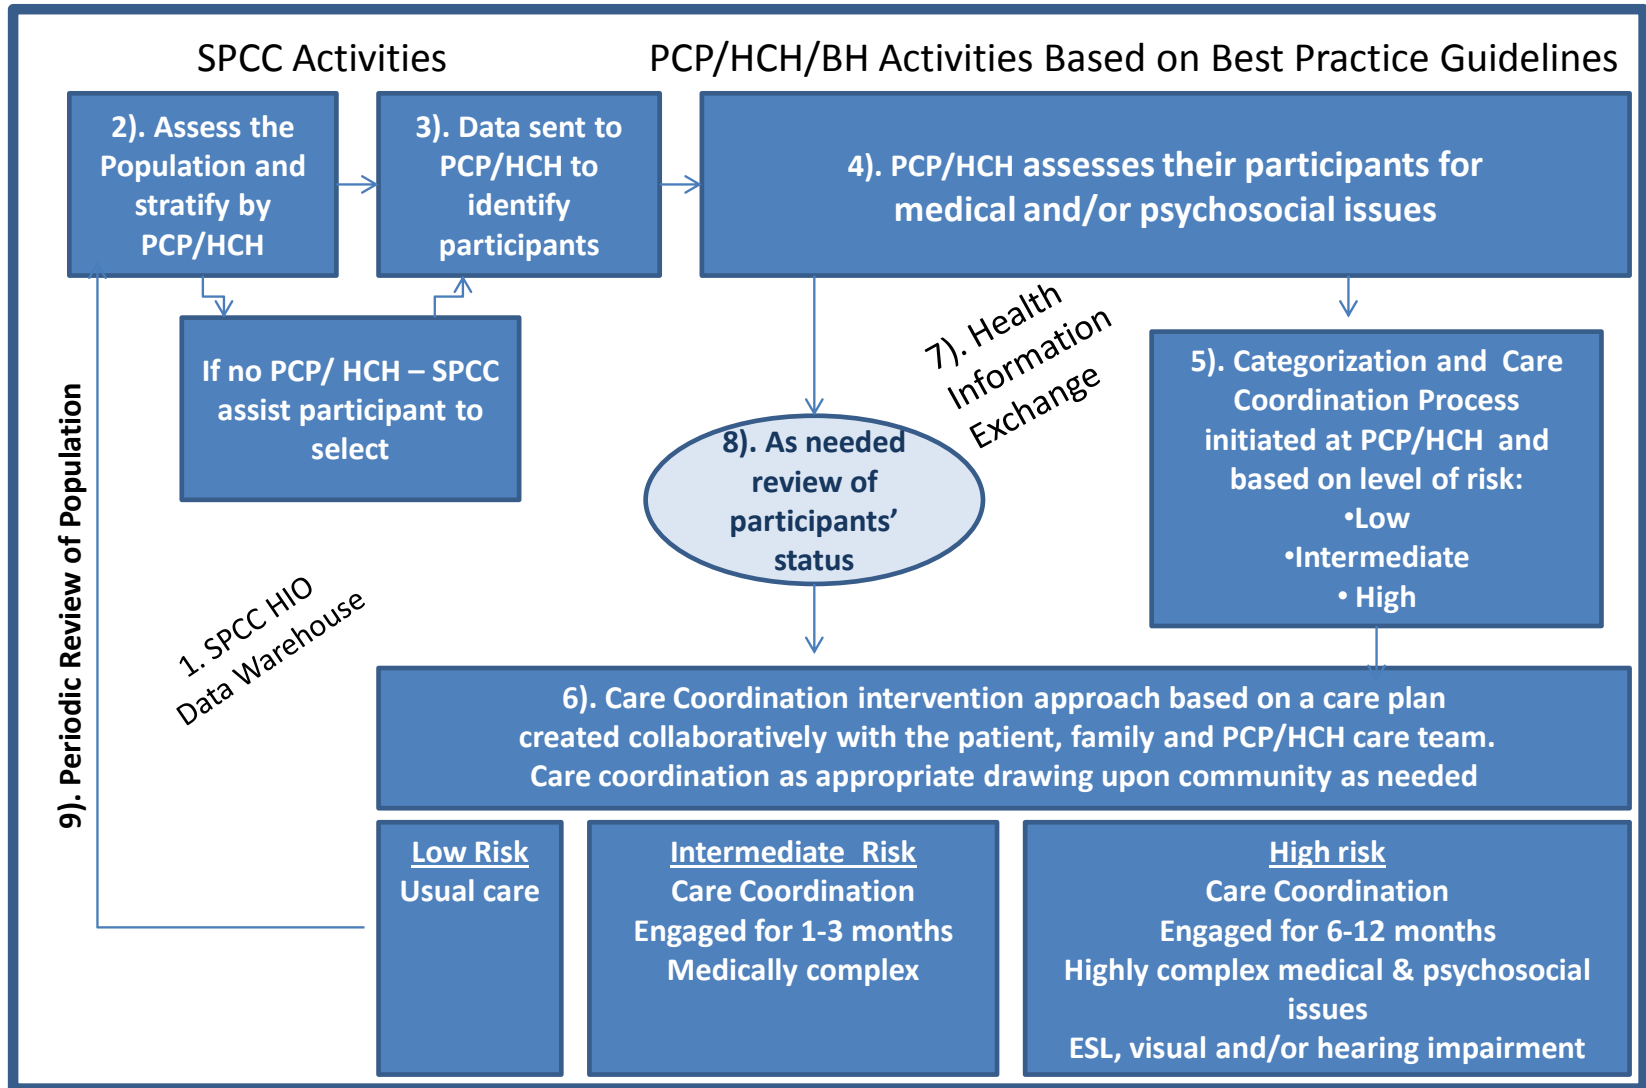 SPCC Activities
PCP/HCH/BH Activities Based on Best Practice Guidelines
2). Assess the
Population and
stratify by
PCP/HCH
3). Data sent to
PCP/HCH to
identify
participants
4). PCP/HCH assesses their participants for
medical and/or psychosocial issues
If no PCP/ HCH – SPCC
assist participant to
select
7). Health
Information
Exchange
5). Categorization and  Care
Coordination Process
initiated at PCP/HCH  and
based on level of risk:
•Low
•Intermediate
• High
8). As needed
review of
participants’
status
9). Periodic Review of Population
1. SPCC HIO
Data Warehouse
6). Care Coordination intervention approach based on a care plan
created collaboratively with the patient, family and PCP/HCH care team.
Care coordination as appropriate drawing upon community as needed
Low Risk
Usual care
Intermediate  Risk
Care Coordination
Engaged for 1-3 months
Medically complex
High risk
Care Coordination
Engaged for 6-12 months
Highly complex medical & psychosocial
issues
ESL, visual and/or hearing impairment